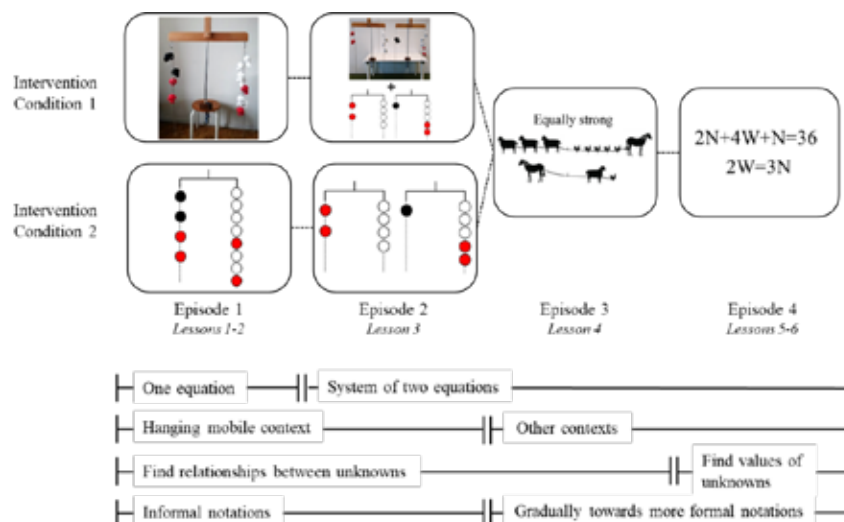 Intervention
Condition 1
+
Equally strong
2N+4W+N=36
2W=3N
Intervention
Condition 2
Episode 1
Lessons 1-2
Episode 2
Lesson 3
Episode 3
Lesson 4
Episode 4
Lessons 5-6
One equation
System of two equations
Hanging mobile context
Other contexts
Find relationships between unknowns
Find values of
unknowns
Informal notations
Gradually towards more formal notations